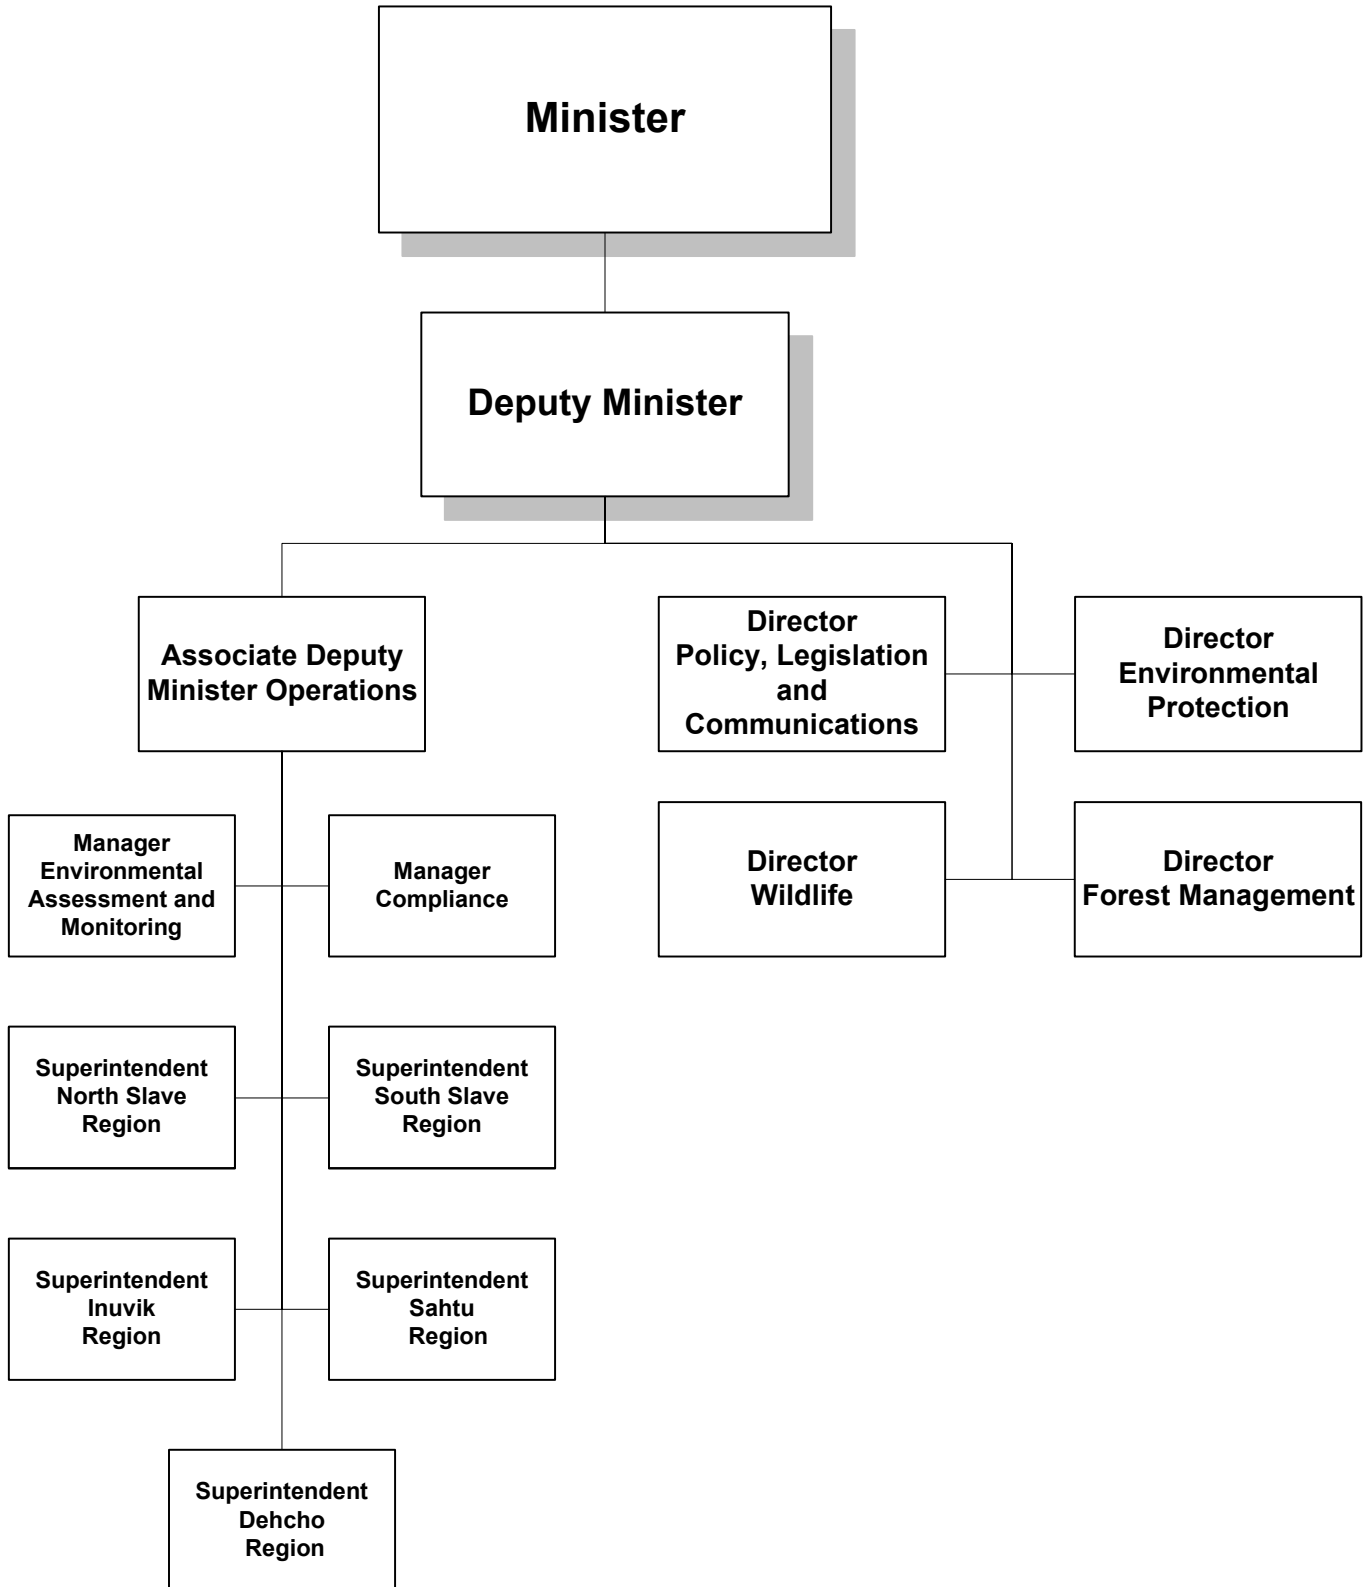 Minister
Deputy Minister
Associate Deputy
Minister Operations
Director
Policy, Legislation
and
Communications
Director
Environmental
Protection
Manager
Environmental
Assessment and
Monitoring
Manager
Compliance
Director
Wildlife
Director
Forest Management
Superintendent
North Slave
Region
Superintendent
South Slave
Region
Superintendent
Inuvik
Region
Superintendent
Sahtu
Region
Superintendent
Dehcho
Region